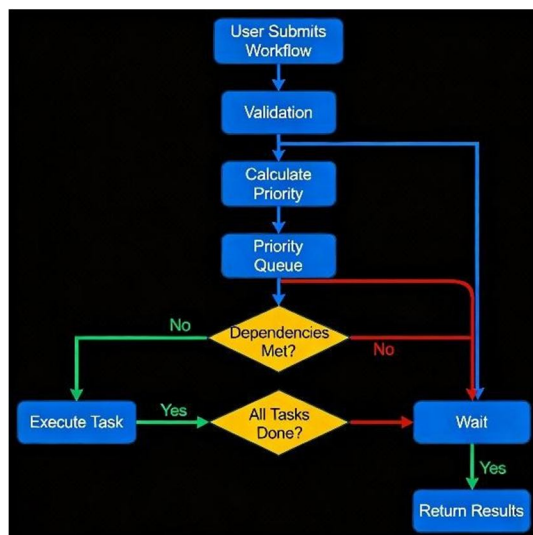 User Submits
Workflow
Validation
Calculate
Priority
Priority
Queue
No
Dependencies
Met?
No
Execute Task
Yes
All Tasks
Done?
Wait
Yes
Return Results